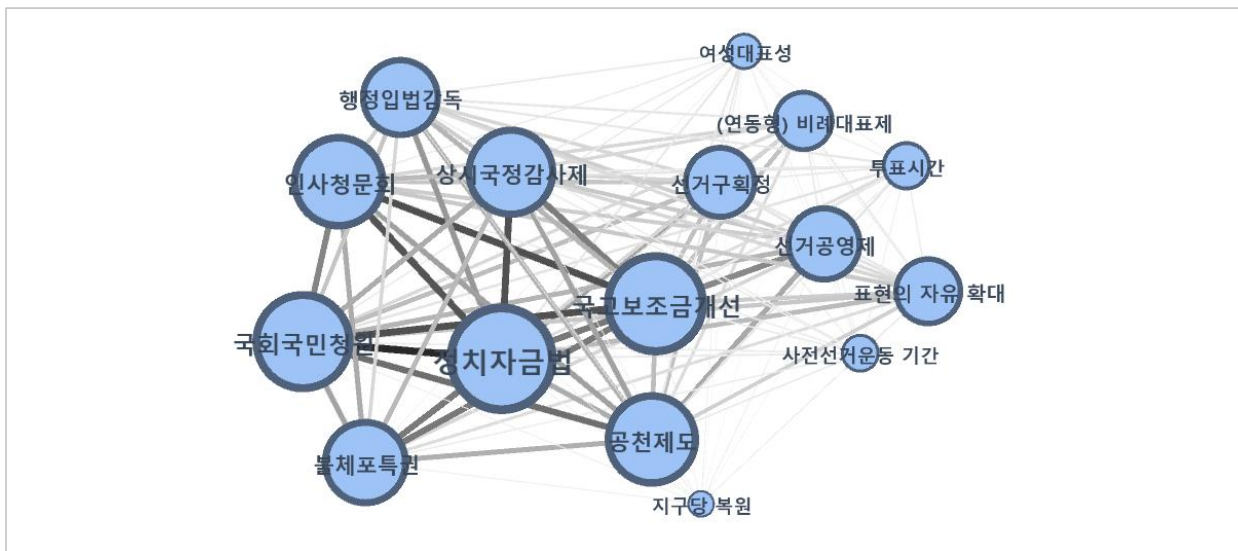 여성대표성
행정입법감독
(연동형) 비례대표제
인사청문회
상시국정감사제
선거구획정
투표시간
선거공영제
표현의 자유 확대
국고보조금개선
국회국민청원
정치자금법
사전선거운동 기간
불체포특권
공천제도
지구당 복원